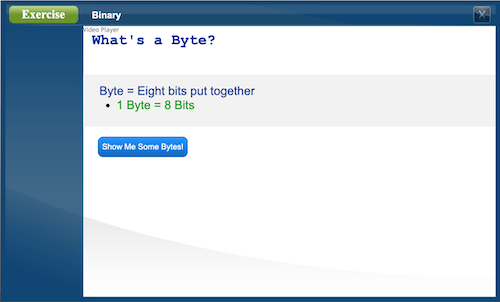 Exercise
Binary
X
Video Player
What's a Byte?
Byte = Eight bits put together
• 1 Byte = 8 Bits
Show Me Some Bytes!